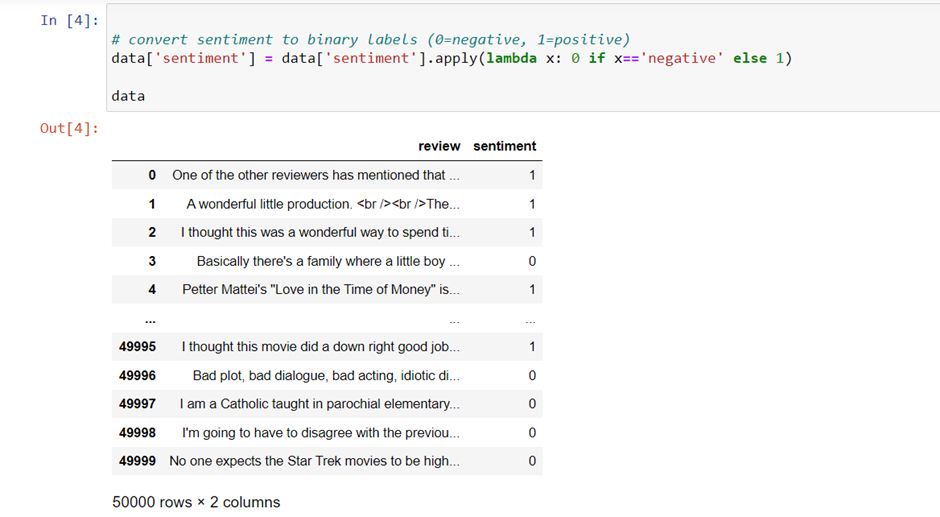 In [4]:
# convert sentiment to binary labels (0=negative, 1=positive)
data['sentiment'] = data['sentiment'].apply(lambda x: 0 if x=='negative' else 1)
data
Out[4]:
review sentiment
0 One of the other reviewers has mentioned that ... 1
1 A wonderful little production. <br /><br />The... 1
2 I thought this was a wonderful way to spend ti... 1
3 Basically there's a family where a little boy ... 0
4 Petter Mattei's "Love in the Time of Money" is... 1
... ... ...
49995 I thought this movie did a down right good job... 1
49996 Bad plot, bad dialogue, bad acting, idiotic di... 0
49997 I am a Catholic taught in parochial elementary... 0
49998 I'm going to have to disagree with the previou... 0
49999 No one expects the Star Trek movies to be high... 0
50000 rows × 2 columns